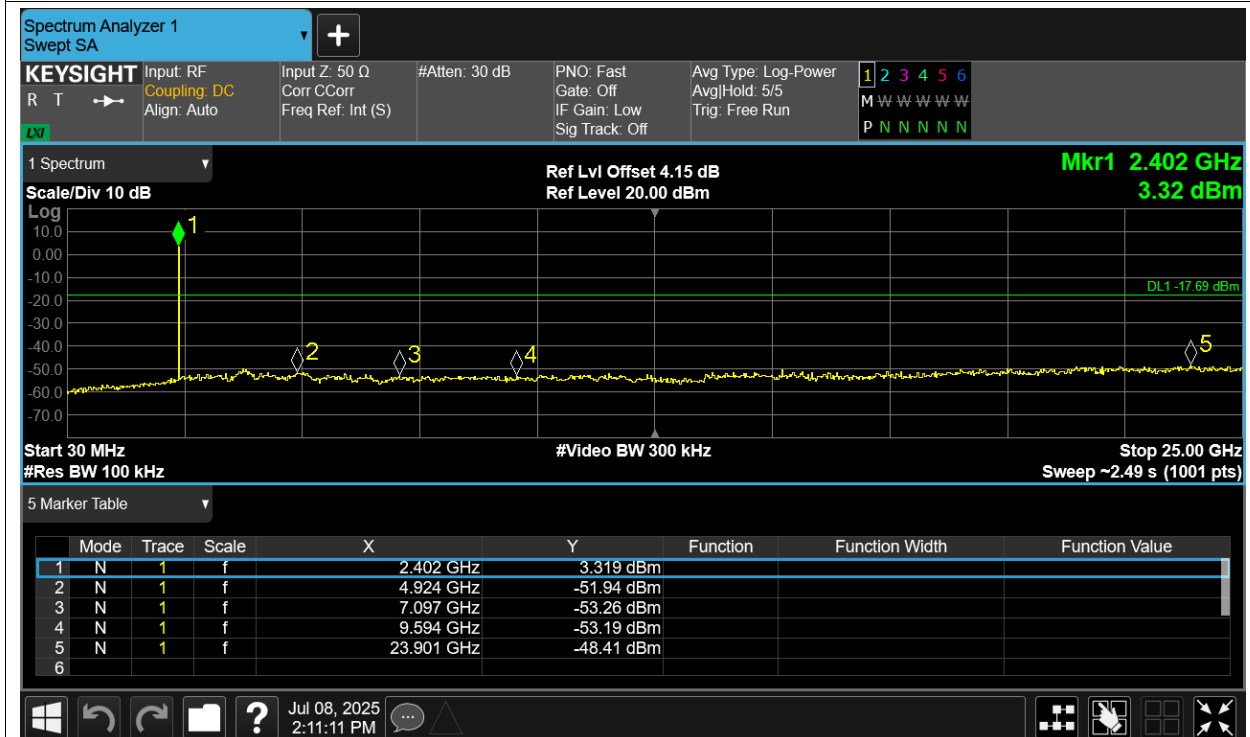 Spectrum Analyzer 1
Swept SA
+
KEYSIGHT Input: RF Input Z: 50 Ω #Atten: 30 dB PNO: Fast Avg Type: Log-Power 1 2 3 4 5 6
R T Coupling: DC Corr CCorr Gate: Off Avg|Hold: 5/5 M W W W W W
Align: Auto Freq Ref: Int (S) IF Gain: Low Trig: Free Run
LXI Sig Track: Off P N N N N N
1 Spectrum Ref Lvl Offset 4.15 dB Mkr1 2.402 GHz
Scale/Div 10 dB Ref Level 20.00 dBm 3.32 dBm
Log
10.0 1
0.00
-10.0
DL1 -17.69 dBm
-20.0
-30.0
-40.0 2 3 4 5
-50.0
-60.0
-70.0
Start 30 MHz #Video BW 300 kHz Stop 25.00 GHz
#Res BW 100 kHz Sweep ~2.49 s (1001 pts)
5 Marker Table
Mode Trace Scale X Y Function Function Width Function Value
1 N 1 f 2.402 GHz 3.319 dBm
2 N 1 f 4.924 GHz -51.94 dBm
3 N 1 f 7.097 GHz -53.26 dBm
4 N 1 f 9.594 GHz -53.19 dBm
5 N 1 f 23.901 GHz -48.41 dBm
6
? Jul 08, 2025
2:11:11 PM